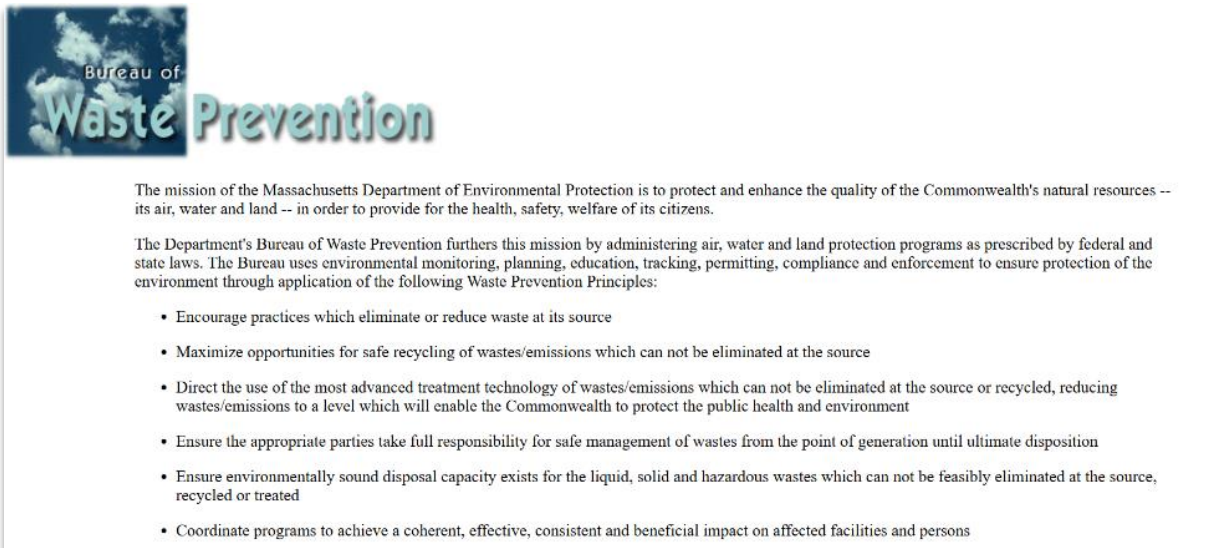 Bureau of
Waste Prevention
The mission of the Massachusetts Department of Environmental Protection is to protect and enhance the quality of the Commonwealth's natural resources --
its air, water and land -- in order to provide for the health, safety, welfare of its citizens.
The Department's Bureau of Waste Prevention furthers this mission by administering air, water and land protection programs as prescribed by federal and
state laws. The Bureau uses environmental monitoring, planning, education, tracking, permitting, compliance and enforcement to ensure protection of the
environment through application of the following Waste Prevention Principles:
• Encourage practices which eliminate or reduce waste at its source
• Maximize opportunities for safe recycling of wastes/emissions which can not be eliminated at the source
• Direct the use of the most advanced treatment technology of wastes/emissions which can not be eliminated at the source or recycled, reducing
wastes/emissions to a level which will enable the Commonwealth to protect the public health and environment
• Ensure the appropriate parties take full responsibility for safe management of wastes from the point of generation until ultimate disposition
• Ensure environmentally sound disposal capacity exists for the liquid, solid and hazardous wastes which can not be feasibly eliminated at the source,
recycled or treated
• Coordinate programs to achieve a coherent, effective, consistent and beneficial impact on affected facilities and persons